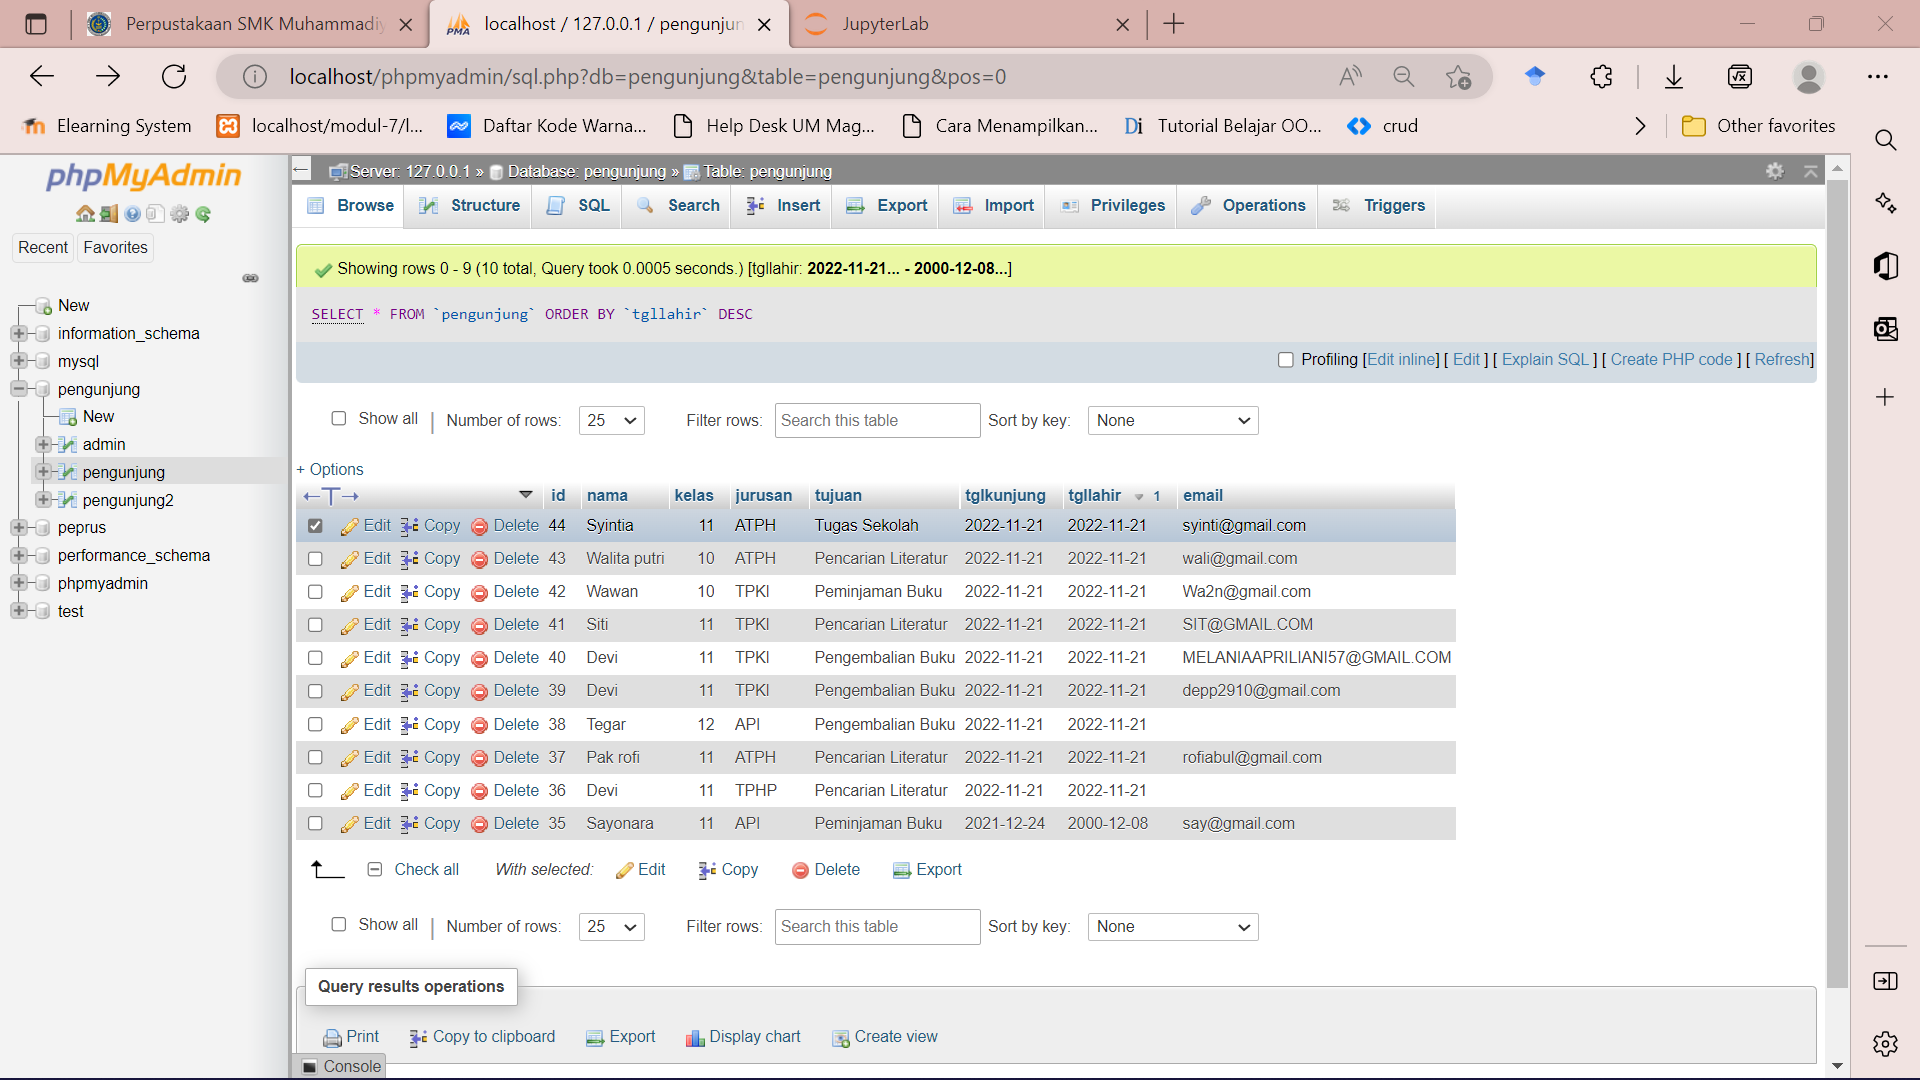 Perpustakaan SMK Muhammadiy
localhost / 127.0.0.1 / pengunjun
JupyterLab
localhost/phpmyadmin/sql.php?db=pengunjung&table=pengunjung&pos=0
Elearning System
localhost/modul-7/l...
Daftar Kode Warna...
Help Desk UM Mag...
Cara Menampilkan...
Di Tutorial Belajar OO...
crud
Other favorites
phpMyAdmin
Recent Favorites
New
information_schema
mysql
pengunjung
New
admin
pengunjung
pengunjung2
peprus
performance_schema
phpmyadmin
test
Server: 127.0.0.1 » Database: pengunjung » Table: pengunjung
Browse Structure SQL Search Insert Export Import Privileges Operations Triggers
Showing rows 0 - 9 (10 total, Query took 0.0005 seconds.) [tgllahir: 2022-11-21... - 2000-12-08...]
SELECT * FROM `pengunjung` ORDER BY `tgllahir` DESC
Profiling [Edit inline] [ Edit ] [ Explain SQL ] [ Create PHP code ] [ Refresh]
Show all | Number of rows: 25 Filter rows: Search this table Sort by key: None
+ Options
←T→ id nama kelas jurusan tujuan tglkunjung tgllahir 1 email
Edit Copy Delete 44 Syintia 11 ATPH Tugas Sekolah 2022-11-21 2022-11-21 syinti@gmail.com
Edit Copy Delete 43 Walita putri 10 ATPH Pencarian Literatur 2022-11-21 2022-11-21 wali@gmail.com
Edit Copy Delete 42 Wawan 10 TPKI Peminjaman Buku 2022-11-21 2022-11-21 Wa2n@gmail.com
Edit Copy Delete 41 Siti 11 TPKI Pencarian Literatur 2022-11-21 2022-11-21 SIT@GMAIL.COM
Edit Copy Delete 40 Devi 11 TPKI Pengembalian Buku 2022-11-21 2022-11-21 MELANIAAPRILIANI57@GMAIL.COM
Edit Copy Delete 39 Devi 11 TPKI Pengembalian Buku 2022-11-21 2022-11-21 depp2910@gmail.com
Edit Copy Delete 38 Tegar 12 API Pengembalian Buku 2022-11-21 2022-11-21
Edit Copy Delete 37 Pak rofi 11 ATPH Pencarian Literatur 2022-11-21 2022-11-21 rofiabul@gmail.com
Edit Copy Delete 36 Devi 11 TPHP Pencarian Literatur 2022-11-21 2022-11-21
Edit Copy Delete 35 Sayonara 11 API Peminjaman Buku 2021-12-24 2000-12-08 say@gmail.com
Check all With selected: Edit Copy Delete Export
Show all | Number of rows: 25 Filter rows: Search this table Sort by key: None
Query results operations
Print Copy to clipboard Export Display chart Create view
Console